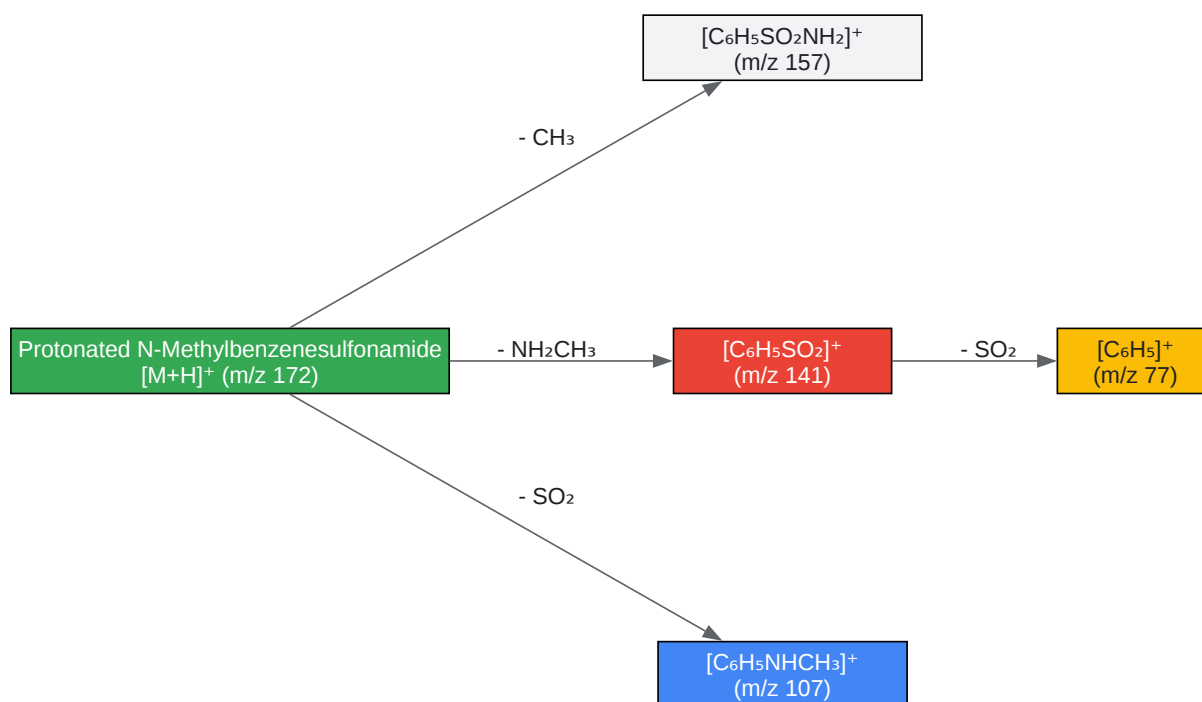 [C₆H₅SO₂NH₂]⁺
(m/z 157)
- CH₃
Protonated N-Methylbenzenesulfonamide
[M+H]⁺ (m/z 172)
- NH₂CH₃
[C₆H₅SO₂]⁺
(m/z 141)
- SO₂
[C₆H₅]⁺
(m/z 77)
- SO₂
[C₆H₅NHCH₃]⁺
(m/z 107)